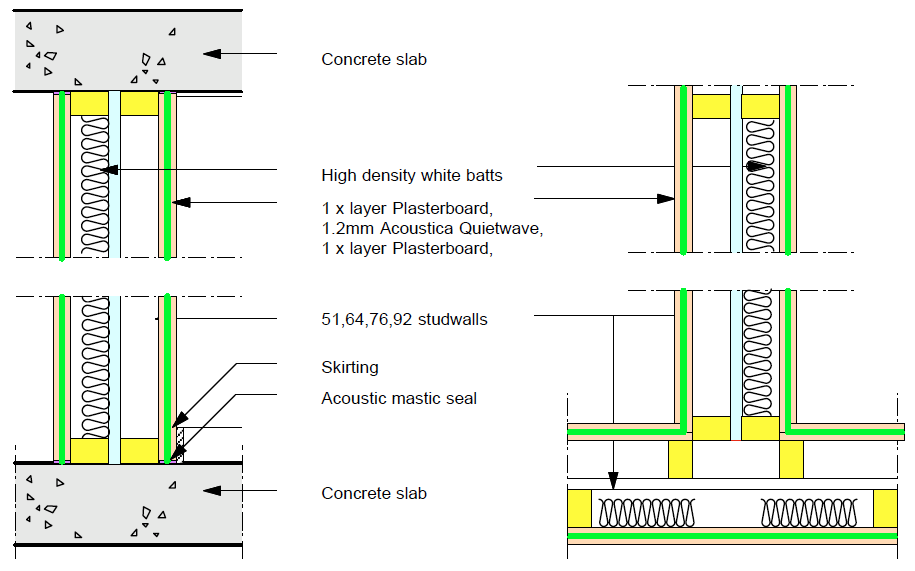 Concrete slab
High density white batts
1 x layer Plasterboard,
1.2mm Acoustica Quietwave,
1 x layer Plasterboard,
51,64,76,92 studwalls
Skirting
Acoustic mastic seal
Concrete slab